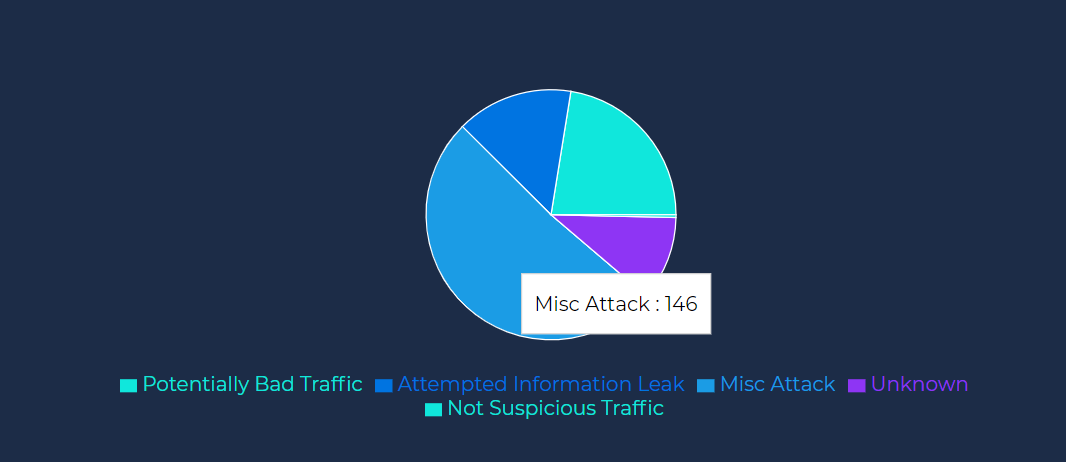 Misc Attack : 146
Potentially Bad Traffic Attempted Information Leak Misc Attack Unknown
Not Suspicious Traffic